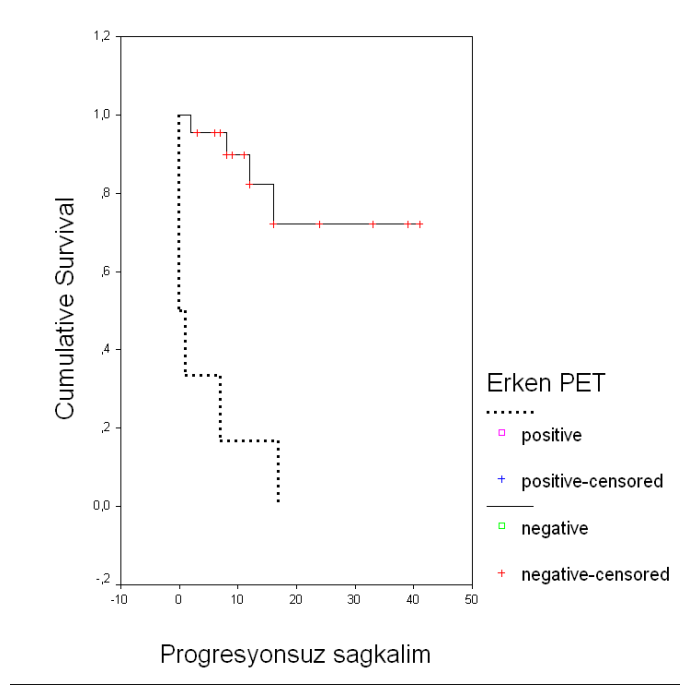 1,2
1,0
,8
,6
,4
,2
0,0
-,2
Cumulative Survival
-10 0 10 20 30 40 50
Progresyonsuz sagkalim
Erken PET
positive
positive-censored
negative
negative-censored